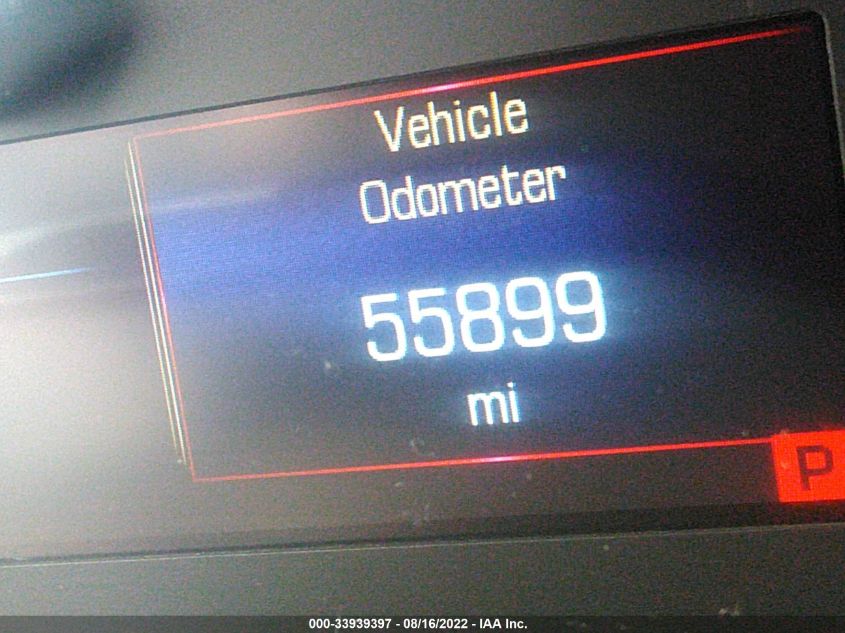 Vehicle
Odometer
55899
mi
P
000-33939397 - 08/16/2022 - IAA Inc.